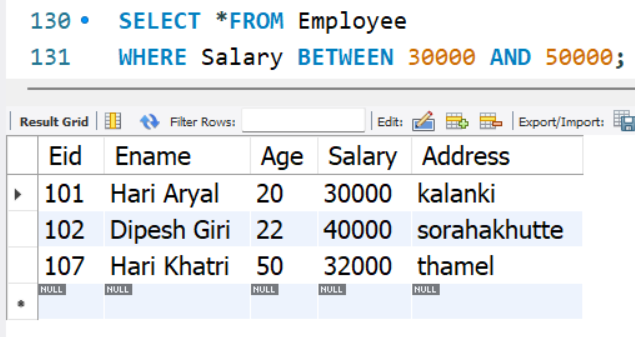 130 SELECT *FROM Employee
131 WHERE Salary BETWEEN 30000 AND 50000;
Result Grid Filter Rows: Edit: Export/Import:
Eid Ename Age Salary Address
101 Hari Aryal 20 30000 kalanki
102 Dipesh Giri 22 40000 sorahakhutte
107 Hari Khatri 50 32000 thamel
NULL NULL NULL NULL NULL